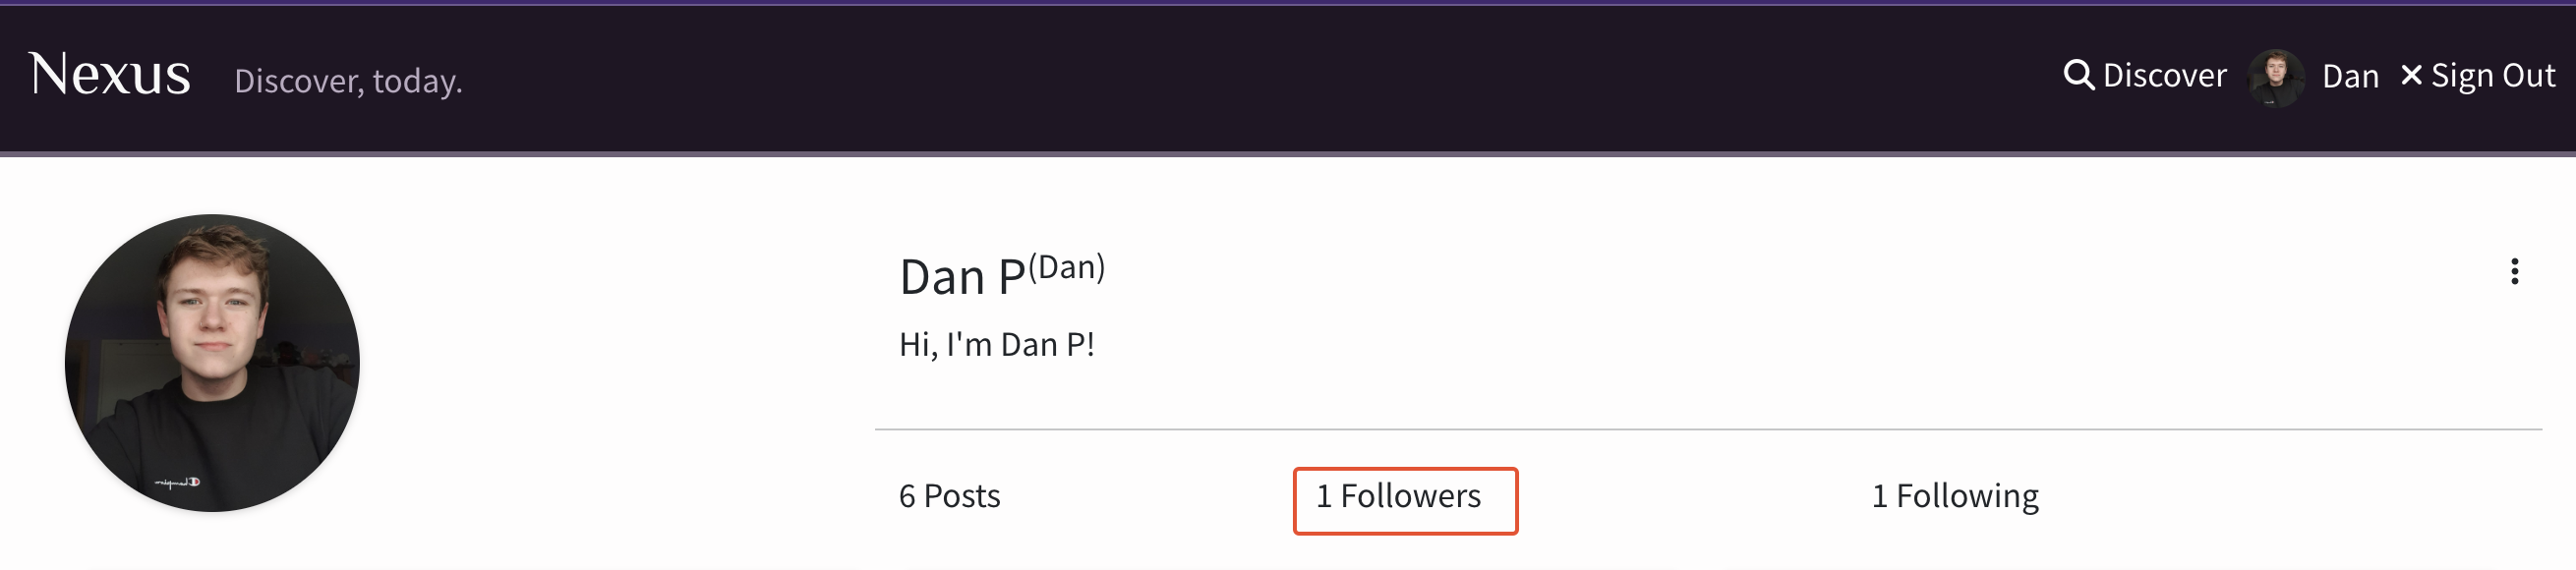 Nexus Discover, today. Discover Dan Sign Out
Dan P(Dan)
Hi, I'm Dan P!
6 Posts 1 Followers 1 Following